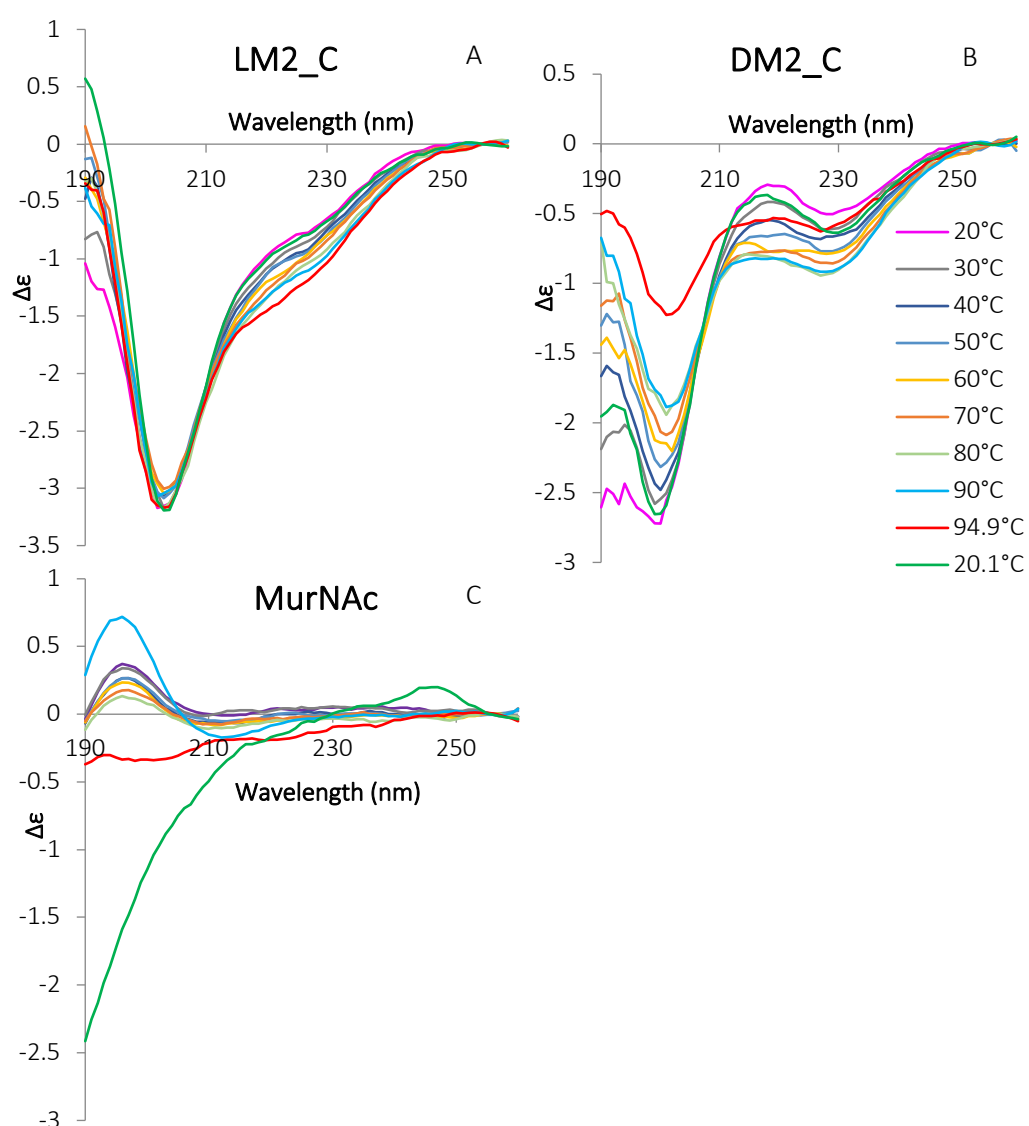 LM2_C
A
Wavelength (nm)
1
0.5
0
-0.5
-1
-1.5
-2
-2.5
-3
-3.5
190
210
230
250
Δε
DM2_C
B
Wavelength (nm)
0.5
0
-0.5
-1
-1.5
-2
-2.5
-3
190
210
230
250
Δε
20°C
30°C
40°C
50°C
60°C
70°C
80°C
90°C
94.9°C
20.1°C
MurNAc
C
1
0.5
0
-0.5
-1
-1.5
-2
-2.5
-3
190
210
230
250
Wavelength (nm)
Δε